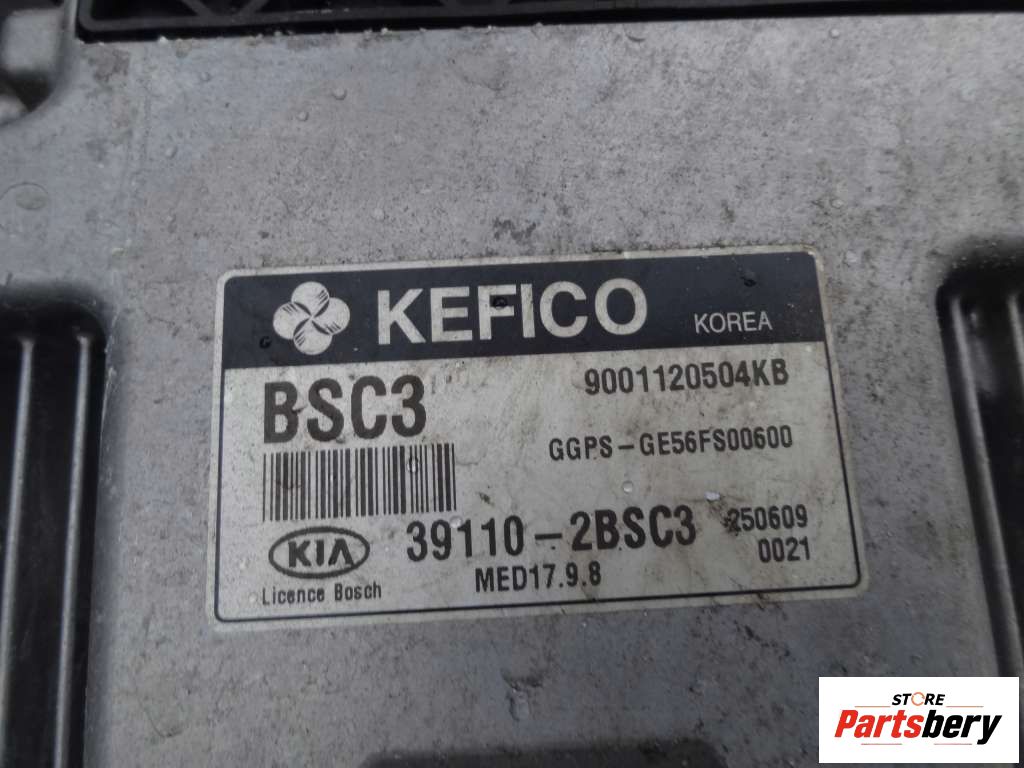 KEFICO KOREA
BSC3 9001120504KB
GGPS-GE56FS00600
KIA 39110-2BSC3 250609
0021
Licence Bosch MED17.9.8
STORE
Partsbery